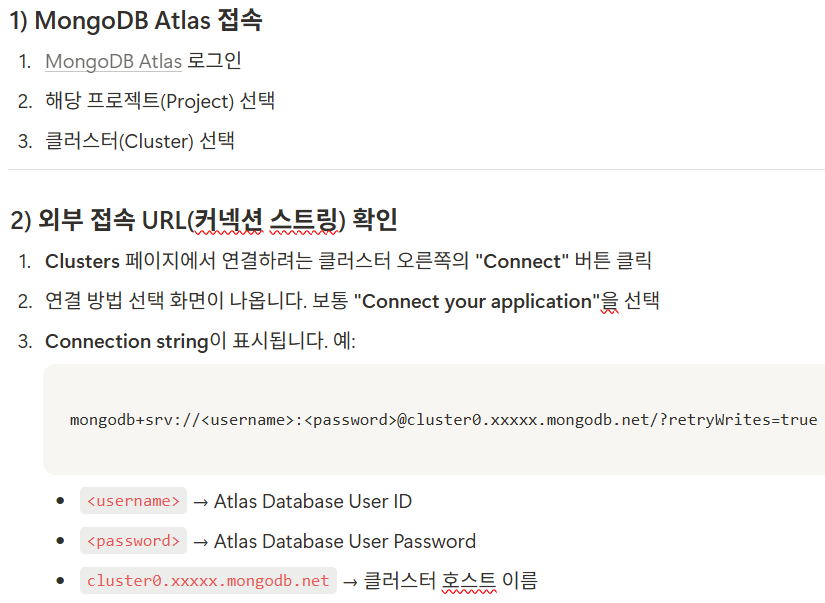 1) MongoDB Atlas 접속
1. MongoDB Atlas 로그인
2. 해당 프로젝트(Project) 선택
3. 클러스터(Cluster) 선택
2) 외부 접속 URL(커넥션 스트링) 확인
1. Clusters 페이지에서 연결하려는 클러스터 오른쪽의 "Connect" 버튼 클릭
2. 연결 방법 선택 화면이 나옵니다. 보통 "Connect your application"을 선택
3. Connection string이 표시됩니다. 예:
mongodb+srv://<username>:<password>@cluster0.xxxxx.mongodb.net/?retryWrites=true
• <username> → Atlas Database User ID
• <password> → Atlas Database User Password
• cluster0.xxxxx.mongodb.net → 클러스터 호스트 이름